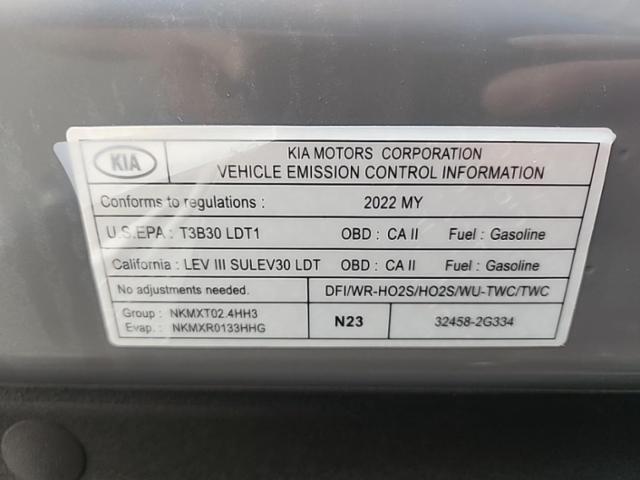 KIA
KIA MOTORS CORPORATION
VEHICLE EMISSION CONTROL INFORMATION
Conforms to regulations : 2022 MY
U.S.EPA : T3B30 LDT1 OBD : CA II Fuel : Gasoline
California : LEV III SULEV30 LDT OBD : CA II Fuel : Gasoline
No adjustments needed. DFI/WR-HO2S/HO2S/WU-TWC/TWC
Group : NKMXT02.4HH3
Evap. : NKMXR0133HHG
N23
32458-2G334